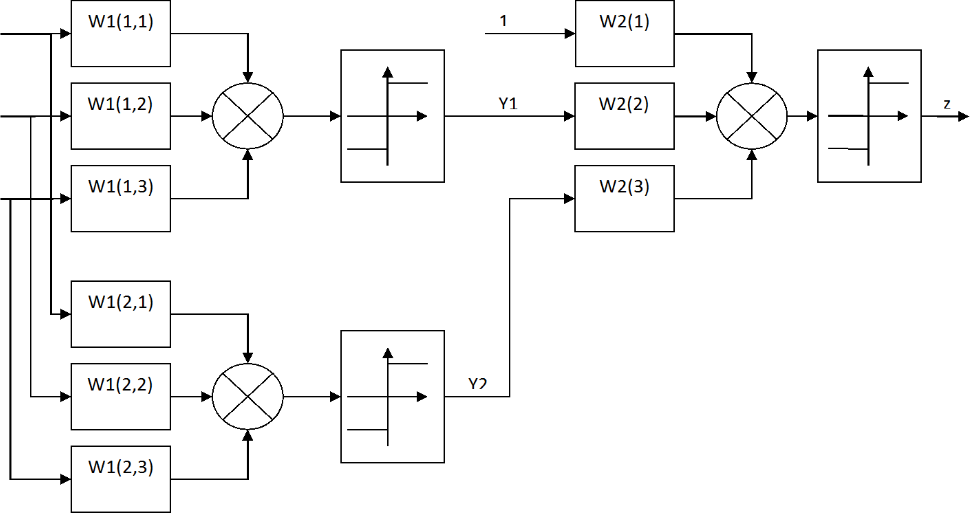 W1(1,1)
1
W2(1)
W1(1,2)
Y1
W2(2)
z
W1(1,3)
W2(3)
W1(2,1)
W1(2,2)
Y2
W1(2,3)